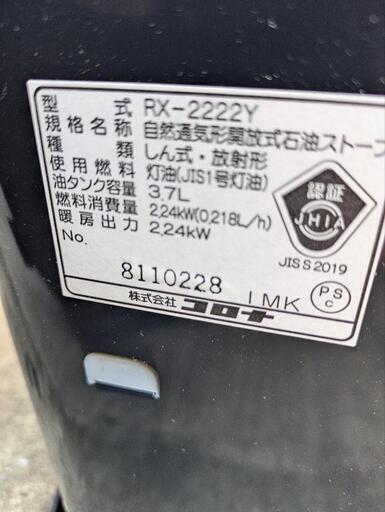 型式 RX-2222Y
規格名称 自然通気形開放式石油ストーブ
種類 しん式・放射形
使用燃料 灯油(JIS1号灯油)
油タンク容量 3.7L
燃料消費量 2.24kW(0.218L/h)
暖房出力 2.24kW
No.
認証
JHIA
JIS S 2019
8110228
IMK
PS
C
株式会社 コロナ